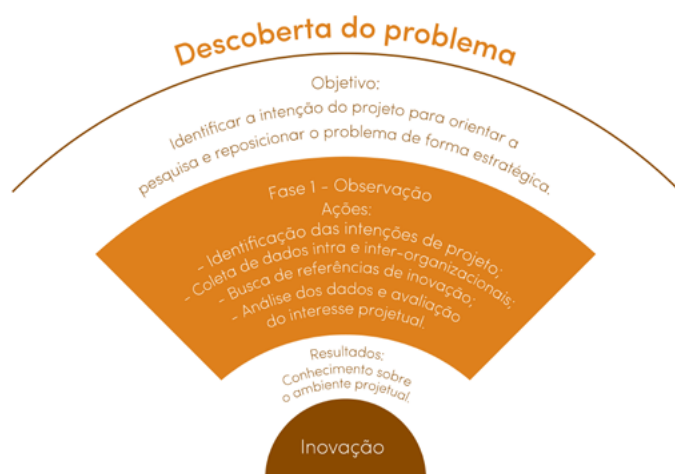 Descoberta do problema
Objetivo:
Identificar a intenção do projeto para orientar a
pesquisa e reposicionar o problema de forma estratégica.
Fase 1 - Observação
Ações:
- Identificação das intenções de projeto;
- Coleta de dados intra e inter-organizacionais;
- Busca de referências de inovação;
- Análise dos dados e avaliação
do interesse projetual.
Resultados:
Conhecimento sobre
o ambiente projetual.
Inovação